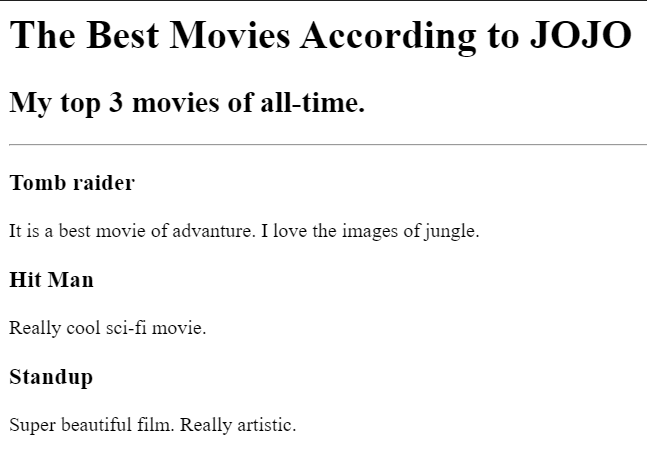 The Best Movies According to JOJO
My top 3 movies of all-time.
Tomb raider
It is a best movie of advanture. I love the images of jungle.
Hit Man
Really cool sci-fi movie.
Standup
Super beautiful film. Really artistic.